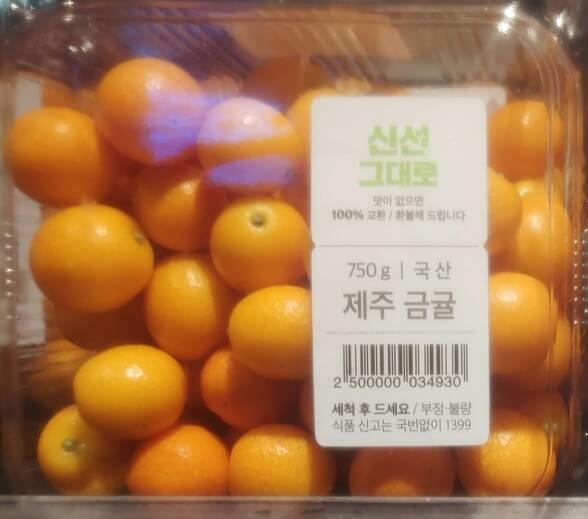 신선
그대로
맛이 없으면
100% 교환 / 환불해 드립니다
750g | 국산
제주 금귤
2 500000 034930
세척 후 드세요 / 부정·불량
식품 신고는 국번없이 1399